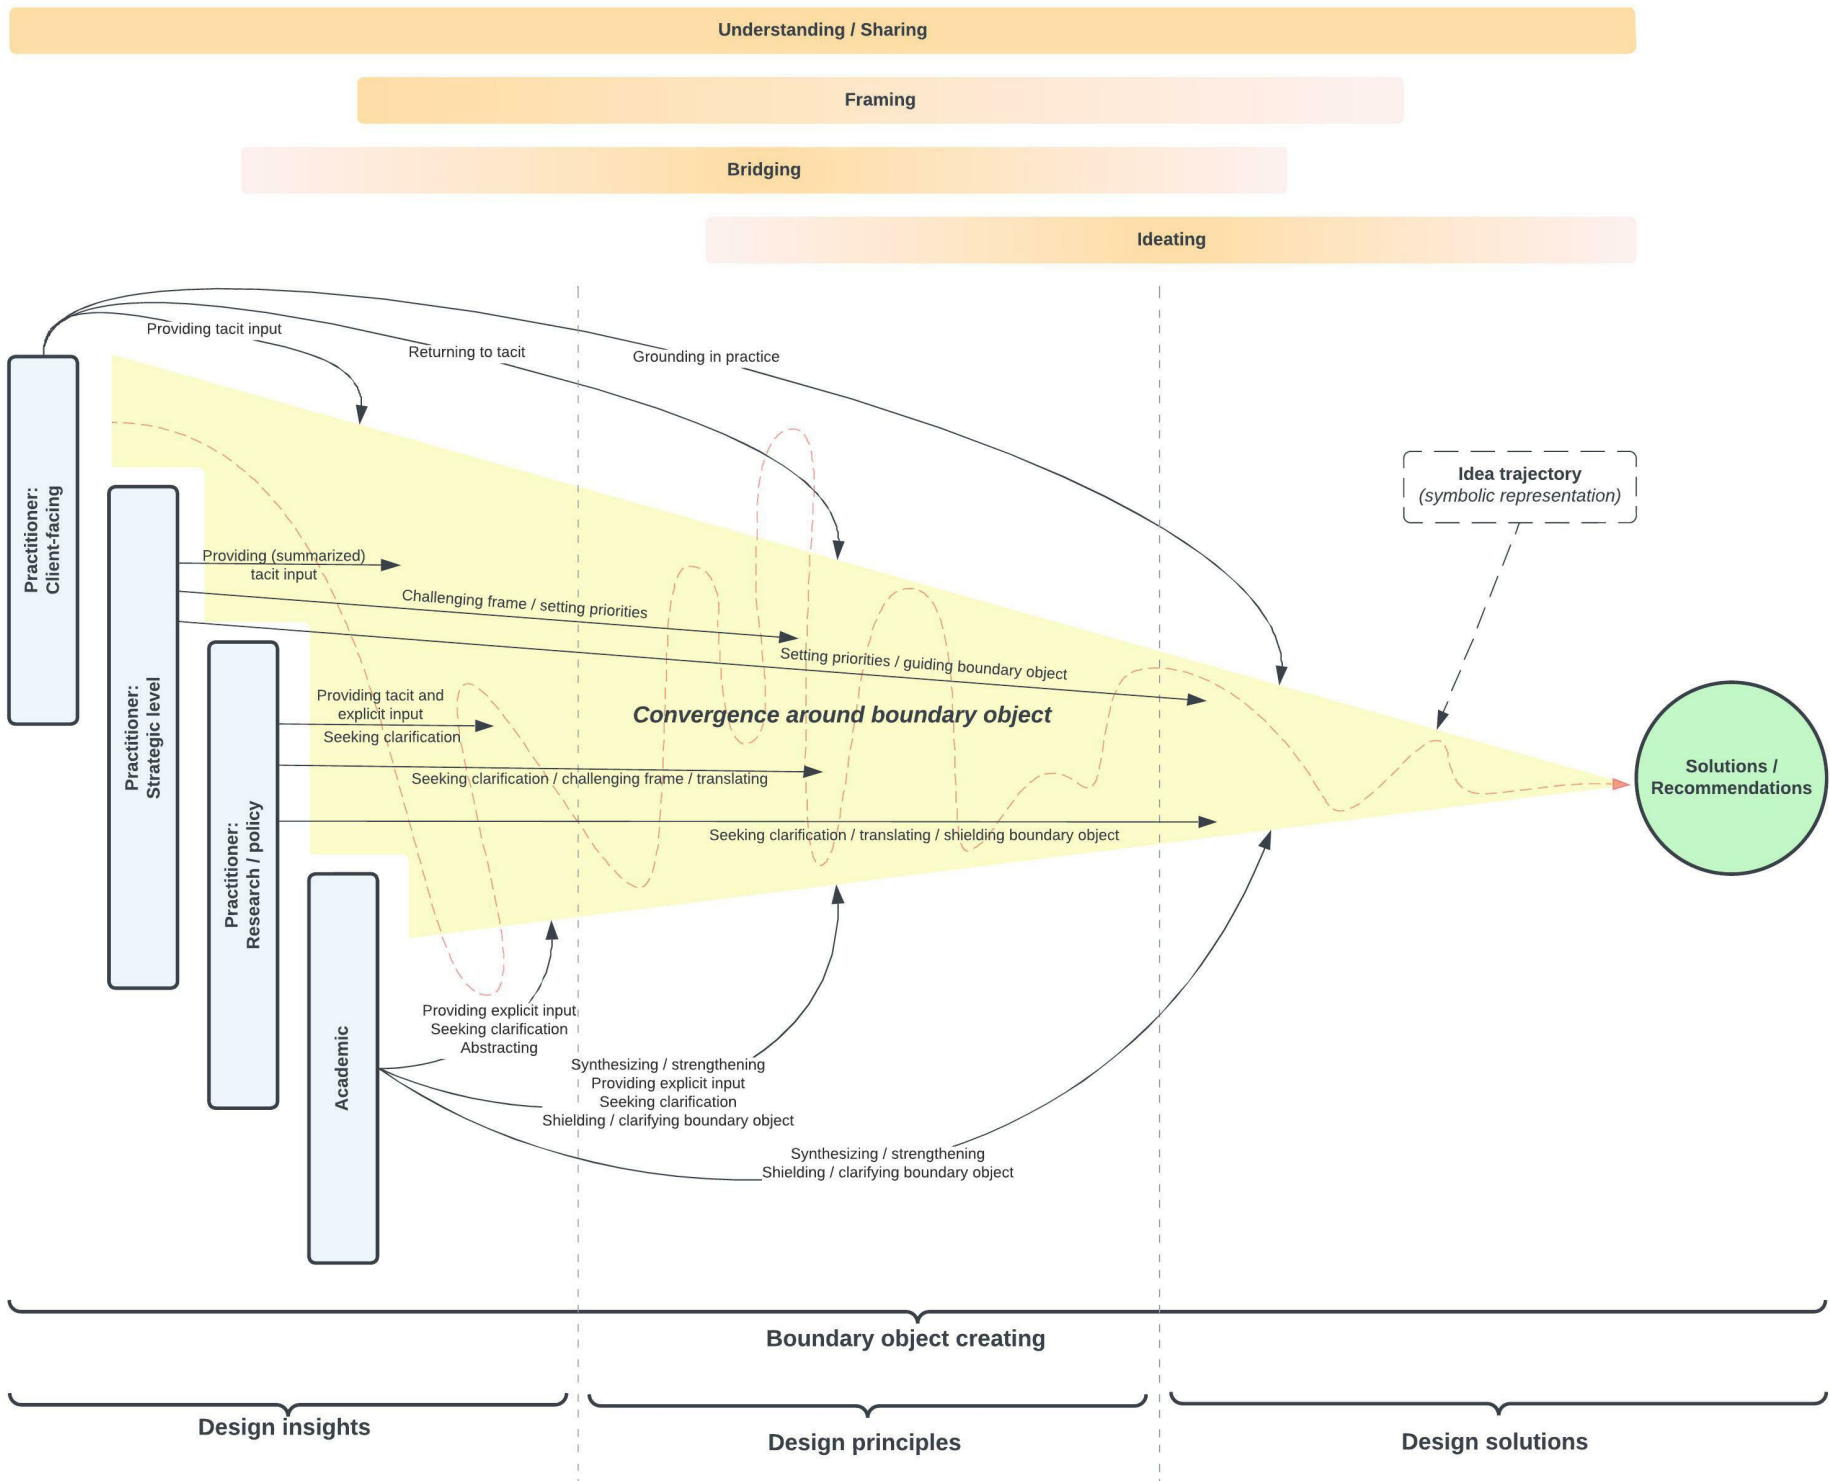 Understanding / Sharing
Framing
Bridging
Ideating
Providing tacit input
Returning to tacit
Grounding in practice
Practitioner:
Client-facing
Idea trajectory
(symbolic representation)
Practitioner:
Strategic level
Providing (summarized)
tacit input
Challenging frame / setting priorities
Setting priorities / guiding boundary object
Practitioner:
Research / policy
Providing tacit and
explicit input
Seeking clarification
Convergence around boundary object
Seeking clarification / challenging frame / translating
Seeking clarification / translating / shielding boundary object
Solutions /
Recommendations
Academic
Providing explicit input
Seeking clarification
Abstracting
Synthesizing / strengthening
Providing explicit input
Seeking clarification
Shielding / clarifying boundary object
Synthesizing / strengthening
Shielding / clarifying boundary object
Boundary object creating
Design insights
Design principles
Design solutions